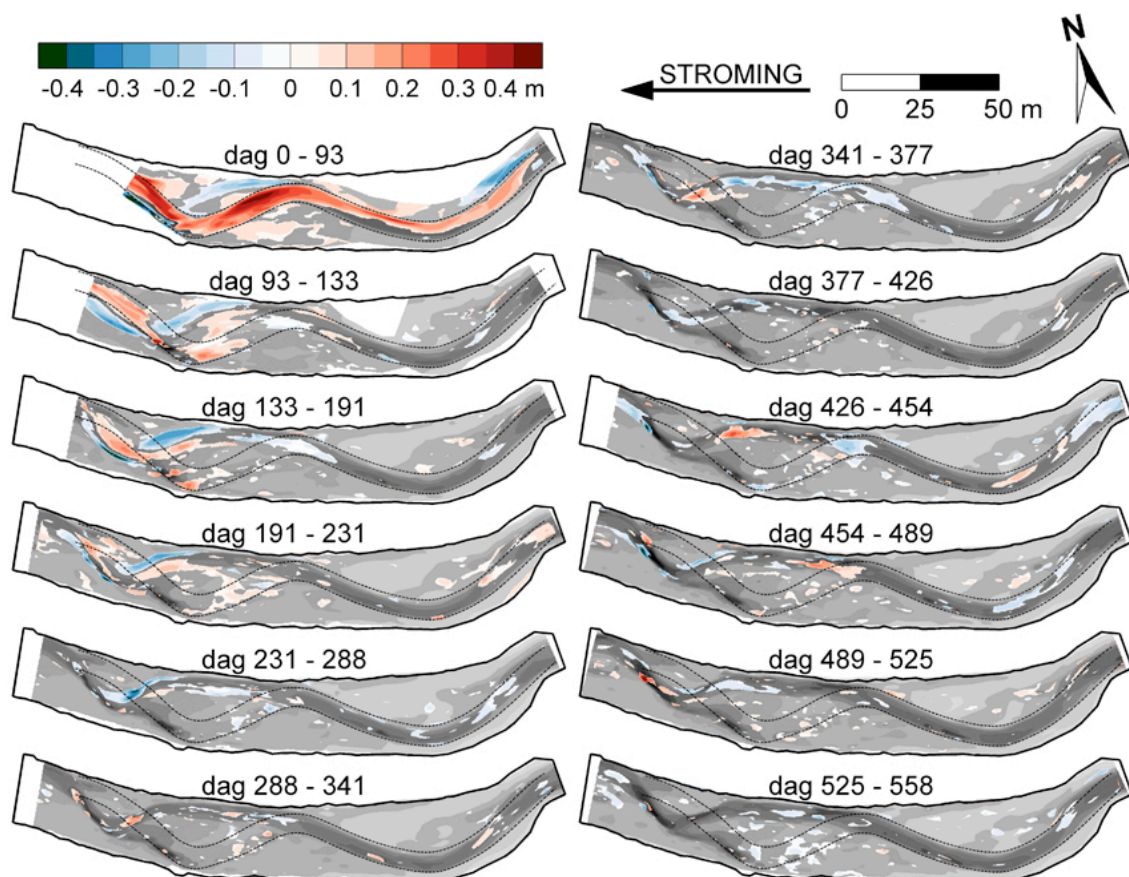 -0.4 -0.3 -0.2 -0.1 0 0.1 0.2 0.3 0.4 m
STROMING
0 25 50 m
N
dag 0 - 93
dag 93 - 133
dag 133 - 191
dag 191 - 231
dag 231 - 288
dag 288 - 341
dag 341 - 377
dag 377 - 426
dag 426 - 454
dag 454 - 489
dag 489 - 525
dag 525 - 558